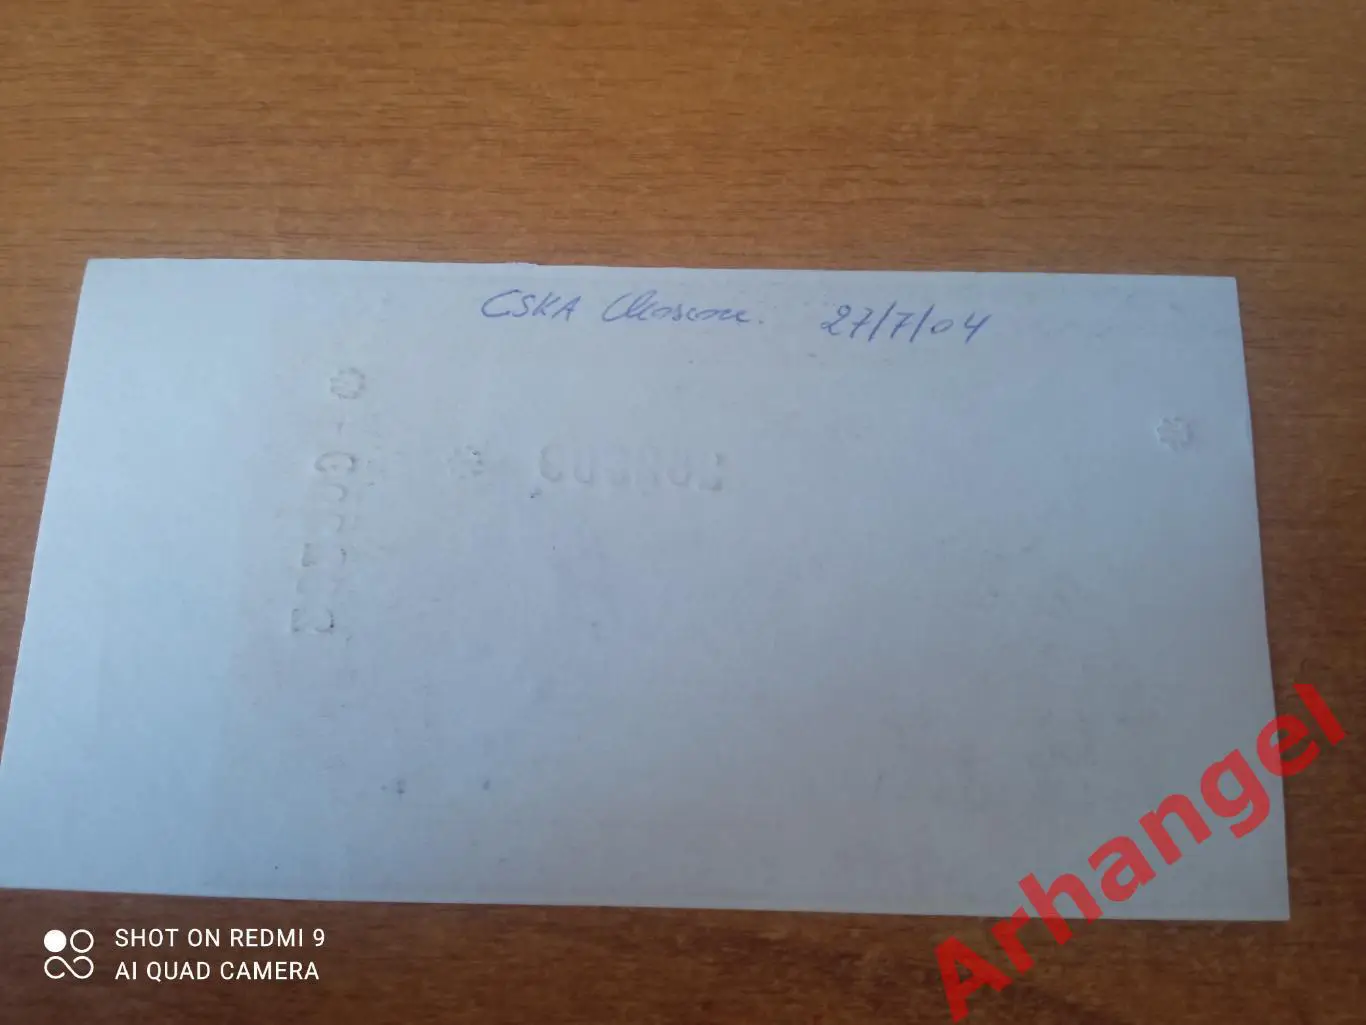 CSKA Moscow. 27/7/04
SHOT ON REDMI 9
AI QUAD CAMERA
Arhangel